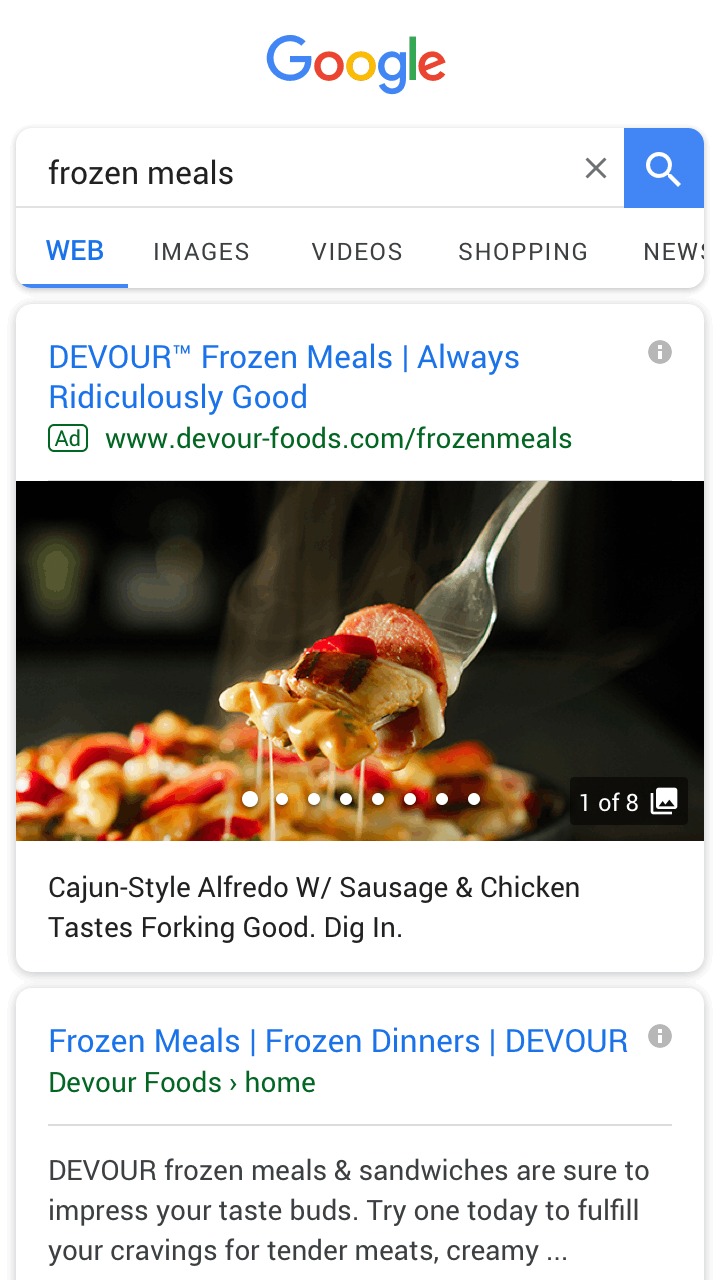 Google
frozen meals
WEB IMAGES VIDEOS SHOPPING
DEVOUR™ Frozen Meals | Always
Ridiculously Good
Ad www.devour-foods.com/frozenmeals
1 of 8
Cajun-Style Alfredo W/ Sausage & Chicken
Tastes Forking Good. Dig In.
Frozen Meals | Frozen Dinners | DEVOUR
Devour Foods › home
DEVOUR frozen meals & sandwiches are sure to
impress your taste buds. Try one today to fulfill
your cravings for tender meats, creamy ...